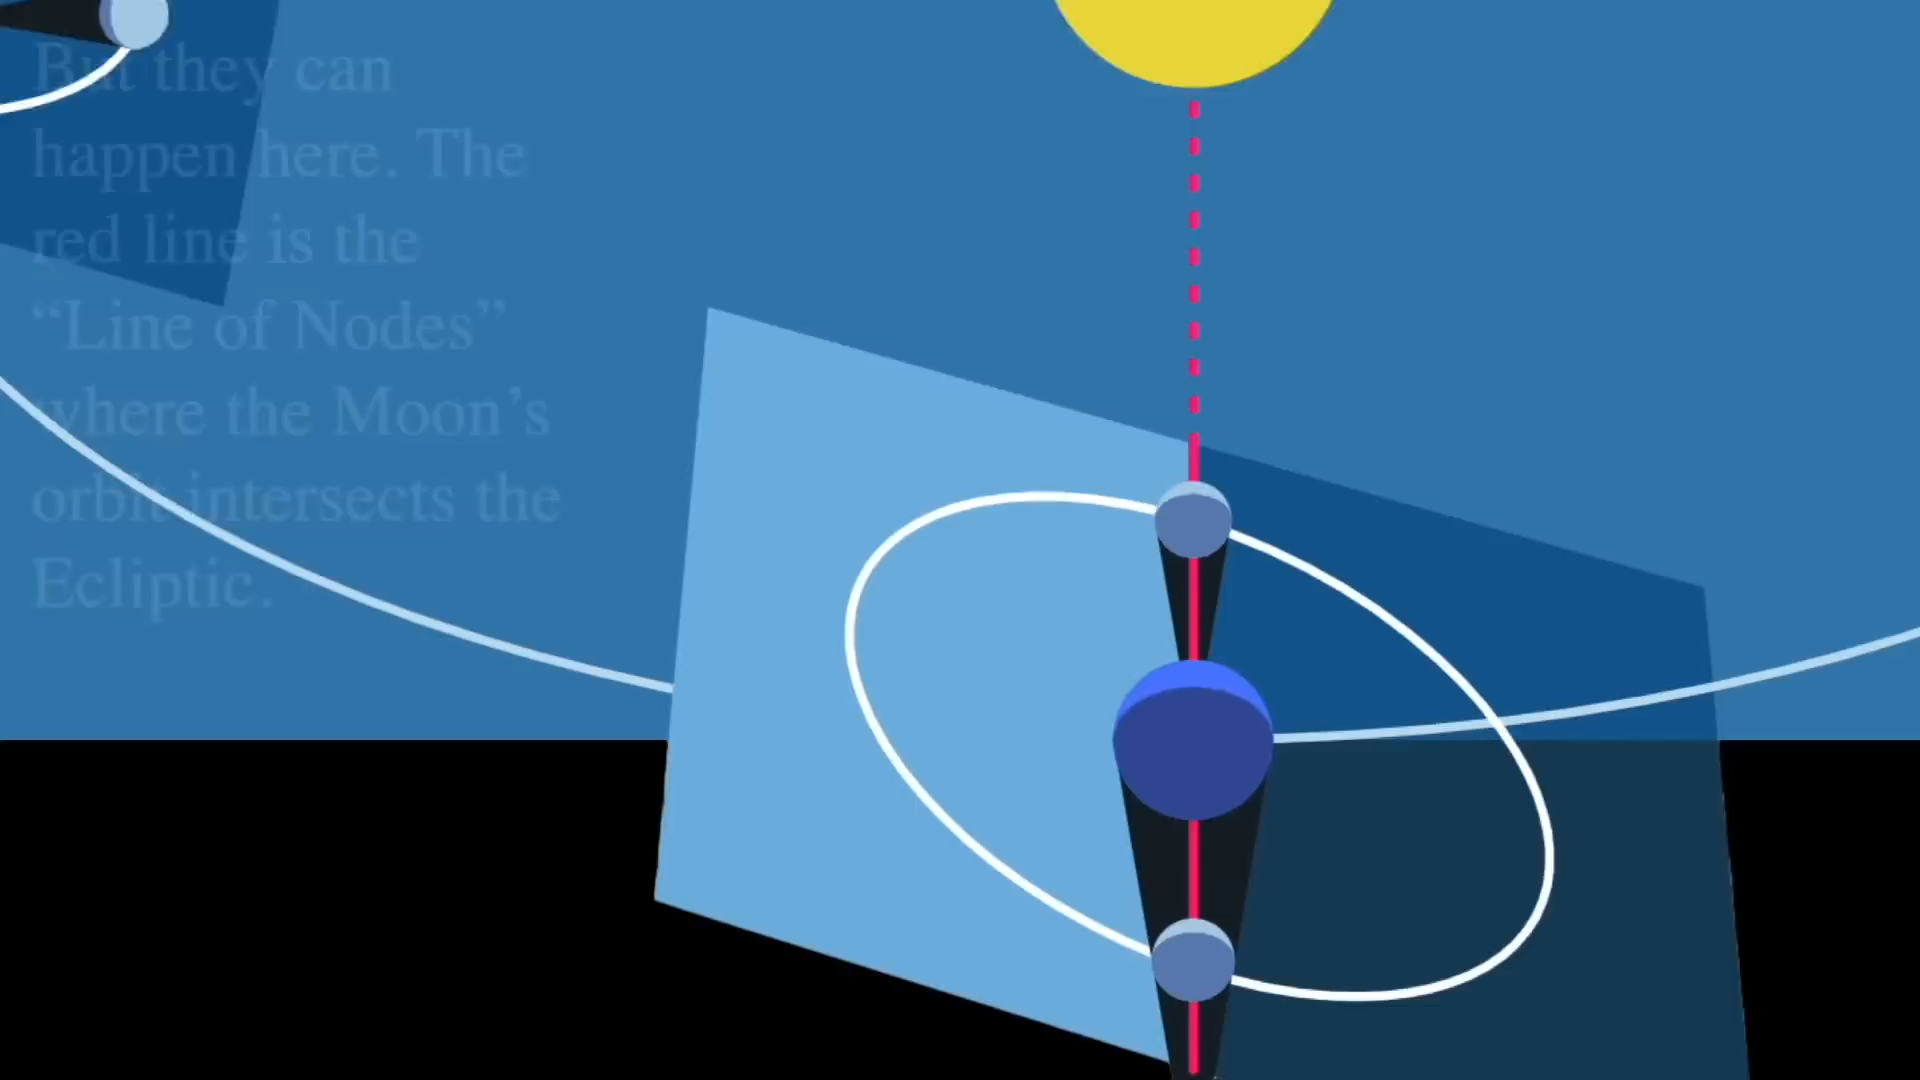 But they can
happen here. The
red line is the
“Line of Nodes”
where the Moon’s
orbit intersects the
Ecliptic.